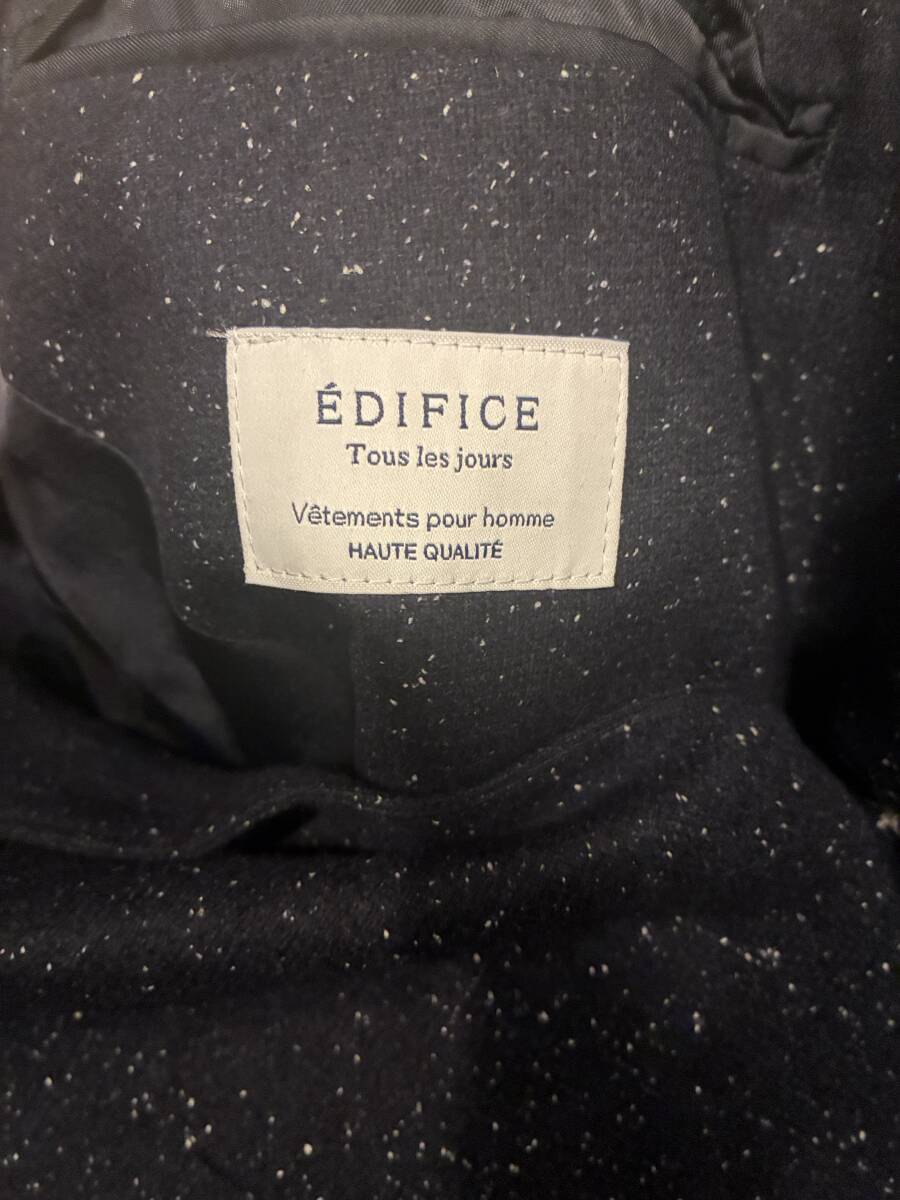 ÉDIFICE
Tous les jours
Vêtements pour homme
HAUTE QUALITÉ